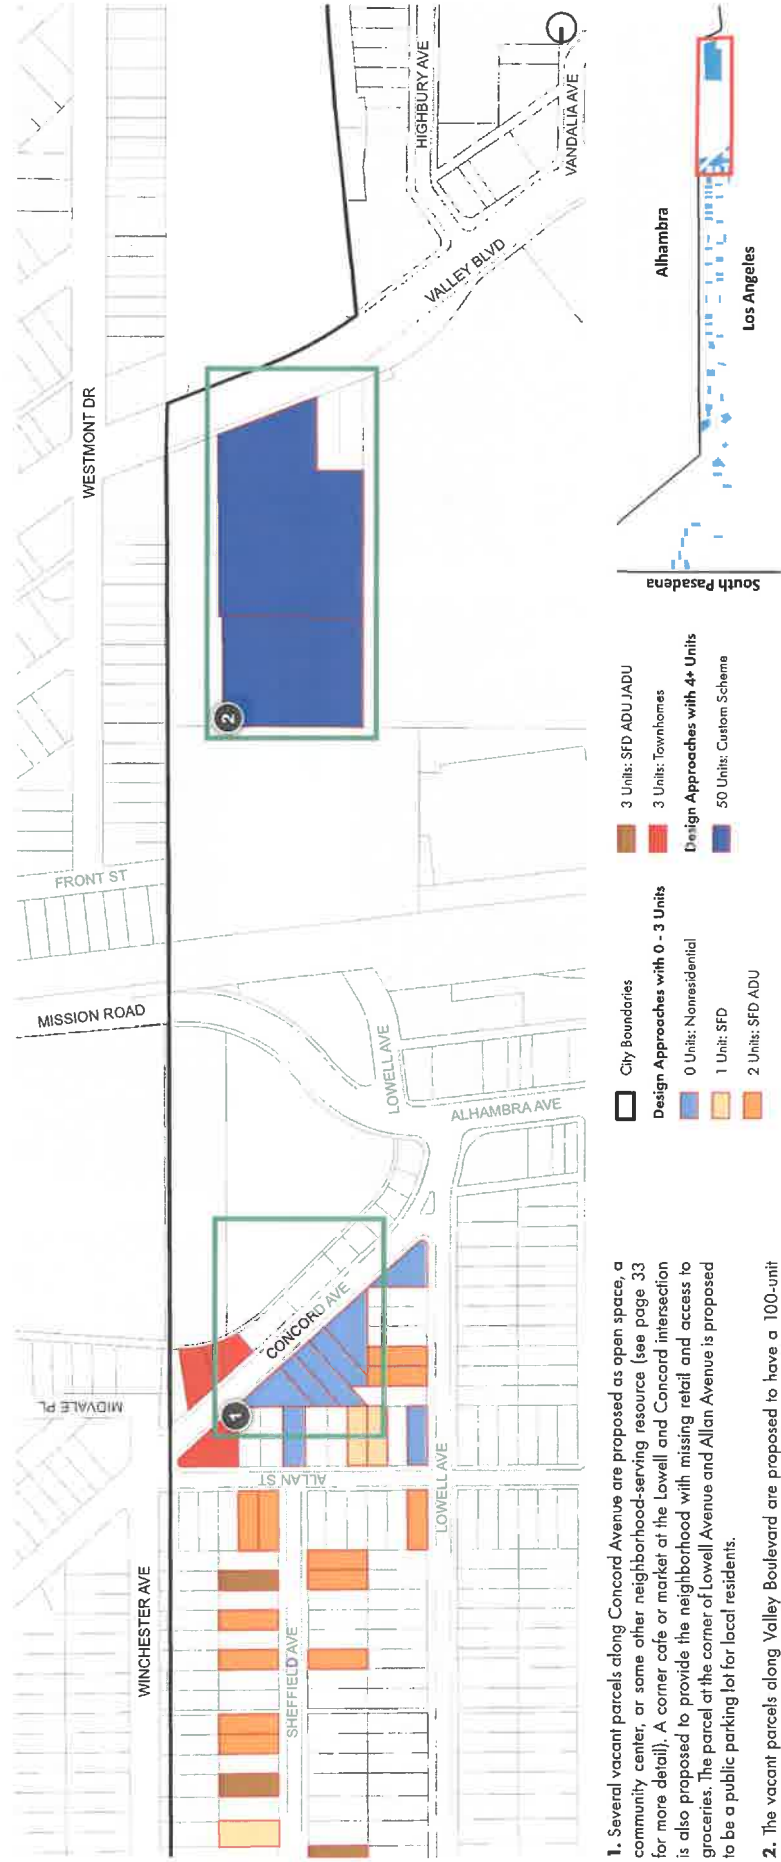 WESTMONT DR
HIGHBURY AVE
VANDALIA AVE
VALLEY BLVD
FRONT ST
MISSION ROAD
LOWELL AVE
ALHAMBRA AVE
CONCORD AVE
MIDVALE PL
WINCHESTER AVE
ALLAN ST
LOWELL AVE
SHEFFIELD AVE
1
2
1. Several vacant parcels along Concord Avenue are proposed as open space, a
community center, or some other neighborhood-serving resource (see page 33
for more detail). A corner cafe or market at the Lowell and Concord intersection
is also proposed to provide the neighborhood with missing retail and access to
groceries. The parcel at the corner of Lowell Avenue and Allan Avenue is proposed
to be a public parking lot for local residents.
2. The vacant parcels along Valley Boulevard are proposed to have a 100-unit
City Boundaries
Design Approaches with 0 - 3 Units
0 Units: Nonresidential
1 Unit: SFD
2 Units: SFD ADU
3 Units: SFD ADU JADU
3 Units: Townhomes
Design Approaches with 4+ Units
50 Units: Custom Scheme
South Pasadena
Alhambra
Los Angeles